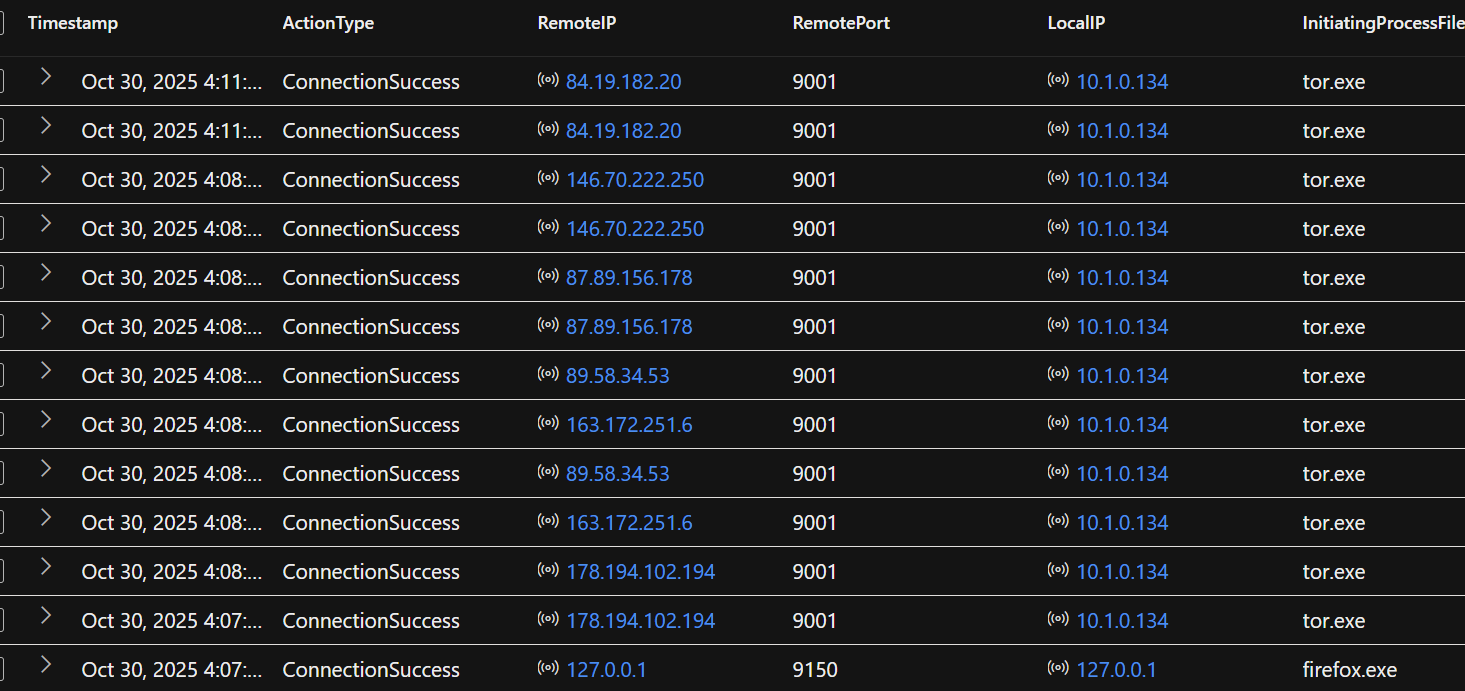 Timestamp ActionType RemoteIP RemotePort LocalIP InitiatingProcessFile
Oct 30, 2025 4:11:... ConnectionSuccess 84.19.182.20 9001 10.1.0.134 tor.exe
Oct 30, 2025 4:11:... ConnectionSuccess 84.19.182.20 9001 10.1.0.134 tor.exe
Oct 30, 2025 4:08:... ConnectionSuccess 146.70.222.250 9001 10.1.0.134 tor.exe
Oct 30, 2025 4:08:... ConnectionSuccess 146.70.222.250 9001 10.1.0.134 tor.exe
Oct 30, 2025 4:08:... ConnectionSuccess 87.89.156.178 9001 10.1.0.134 tor.exe
Oct 30, 2025 4:08:... ConnectionSuccess 87.89.156.178 9001 10.1.0.134 tor.exe
Oct 30, 2025 4:08:... ConnectionSuccess 89.58.34.53 9001 10.1.0.134 tor.exe
Oct 30, 2025 4:08:... ConnectionSuccess 163.172.251.6 9001 10.1.0.134 tor.exe
Oct 30, 2025 4:08:... ConnectionSuccess 89.58.34.53 9001 10.1.0.134 tor.exe
Oct 30, 2025 4:08:... ConnectionSuccess 163.172.251.6 9001 10.1.0.134 tor.exe
Oct 30, 2025 4:08:... ConnectionSuccess 178.194.102.194 9001 10.1.0.134 tor.exe
Oct 30, 2025 4:07:... ConnectionSuccess 178.194.102.194 9001 10.1.0.134 tor.exe
Oct 30, 2025 4:07:... ConnectionSuccess 127.0.0.1 9150 127.0.0.1 firefox.exe